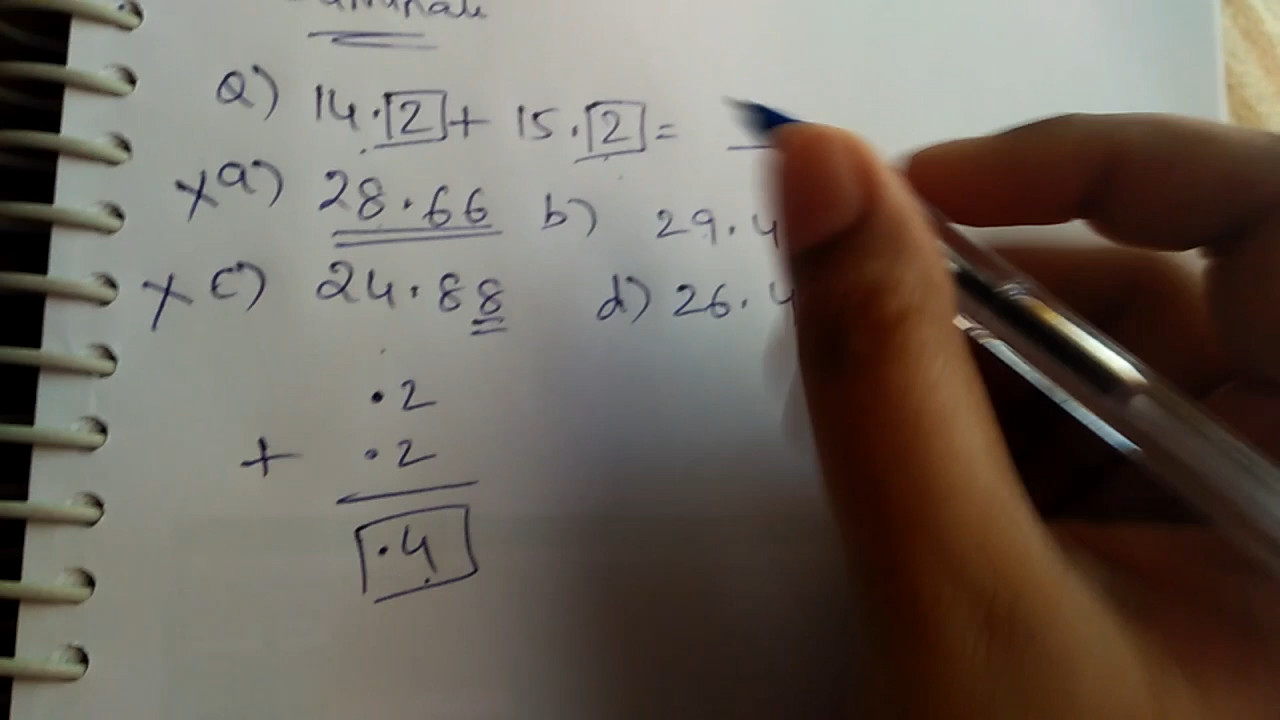 Q) 14.2 + 15.2 =
x a) 28.66 b) 29.4
x c) 24.88 d) 26.4
.2
+ .2
.4